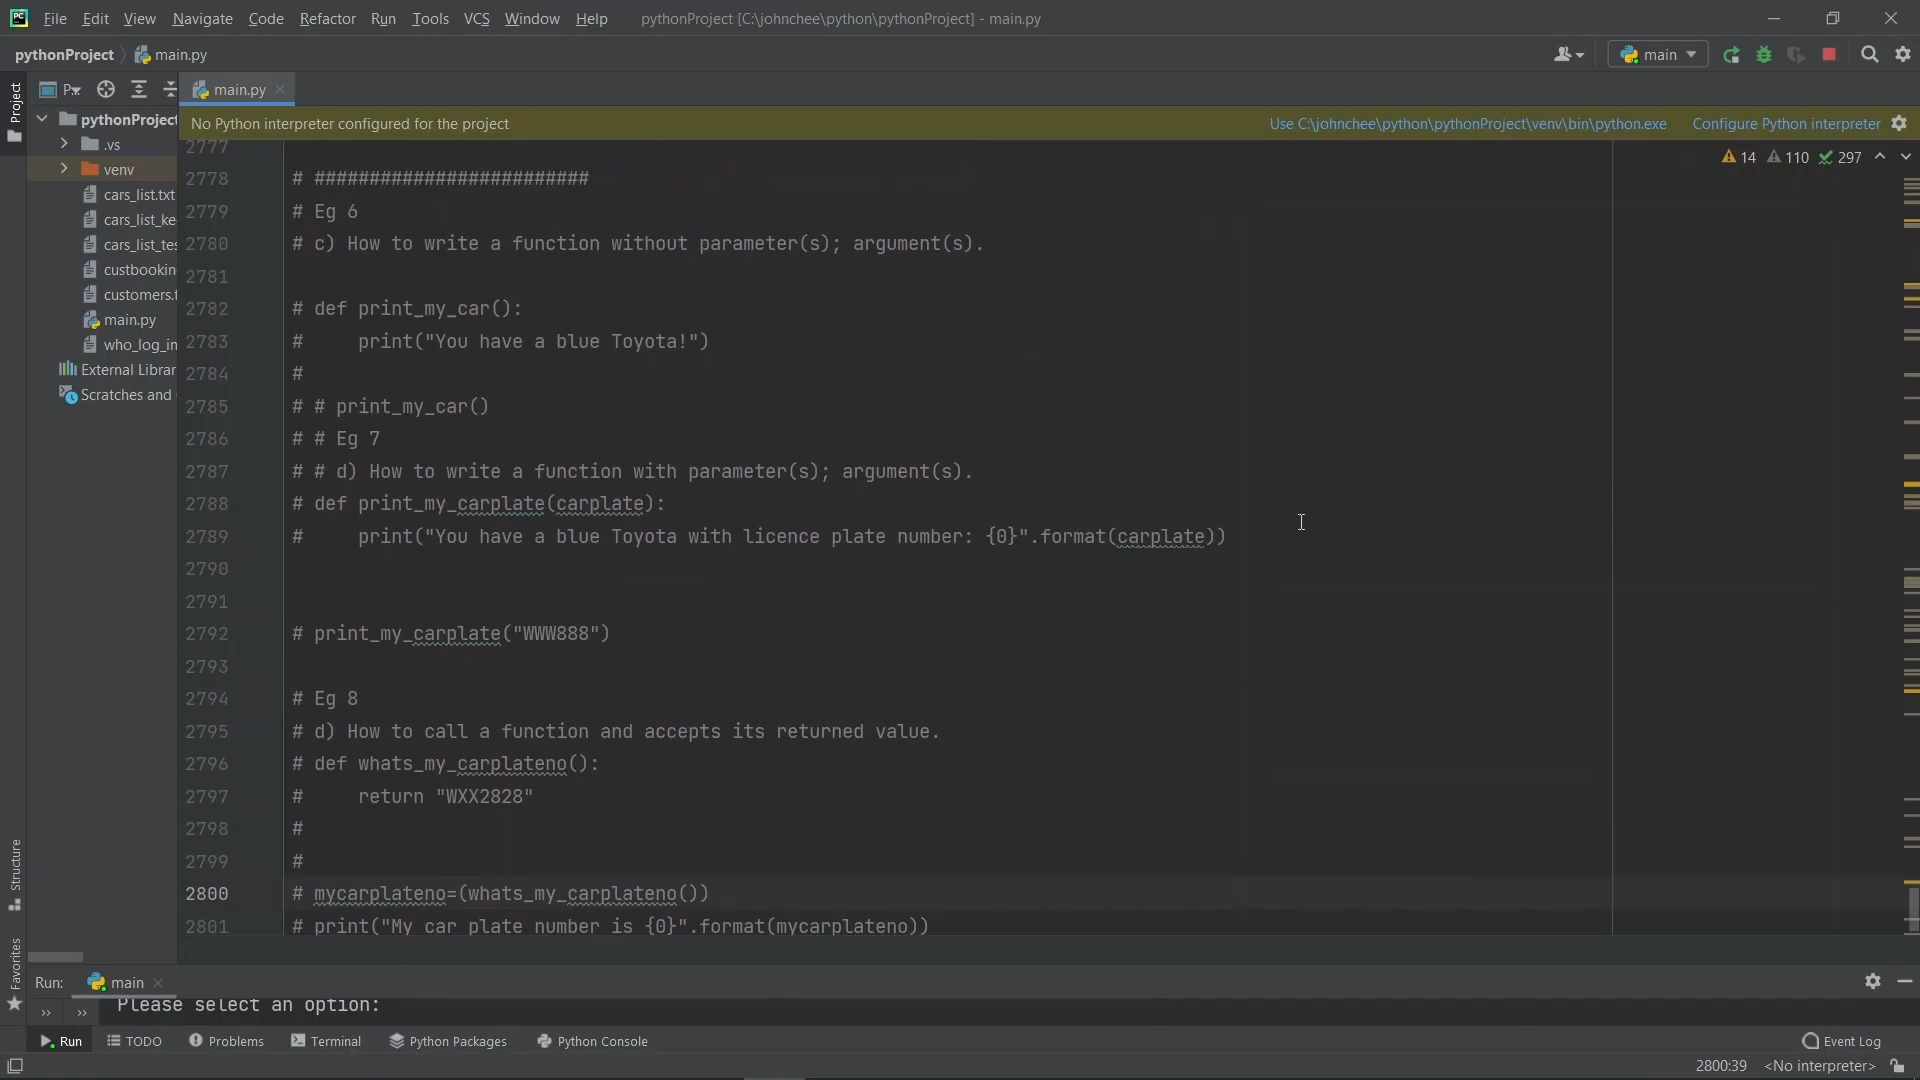 File Edit View Navigate Code Refactor Run Tools VCS Window Help pythonProject [C:\johnchee\python\pythonProject] - main.py
pythonProject main.py main
Project P... main.py
pythonProject
No Python interpreter configured for the project Use C:\johnchee\python\pythonProject\venv\bin\python.exe Configure Python interpreter
.vs
venv
cars_list.txt
cars_list_ke
cars_list_tes
custbookin
customers.t
main.py
who_log_in
External Librar
Scratches and
14 110 297
2777
2778 # #########################
2779 # Eg 6
2780 # c) How to write a function without parameter(s); argument(s).
2781
2782 # def print_my_car():
2783 #     print("You have a blue Toyota!")
2784 #
2785 # # print_my_car()
2786 # # Eg 7
2787 # # d) How to write a function with parameter(s); argument(s).
2788 # def print_my_carplate(carplate):
2789 #     print("You have a blue Toyota with licence plate number: {0}".format(carplate))
2790
2791
2792 # print_my_carplate("WWW888")
2793
2794 # Eg 8
2795 # d) How to call a function and accepts its returned value.
2796 # def whats_my_carplateno():
2797 #     return "WXX2828"
2798 #
2799 #
2800 # mycarplateno=(whats_my_carplateno())
2801 # print("My car plate number is {0}".format(mycarplateno))
Structure
Favorites
Run: main
Please select an option:
Run TODO Problems Terminal Python Packages Python Console Event Log
2800:39 <No interpreter>